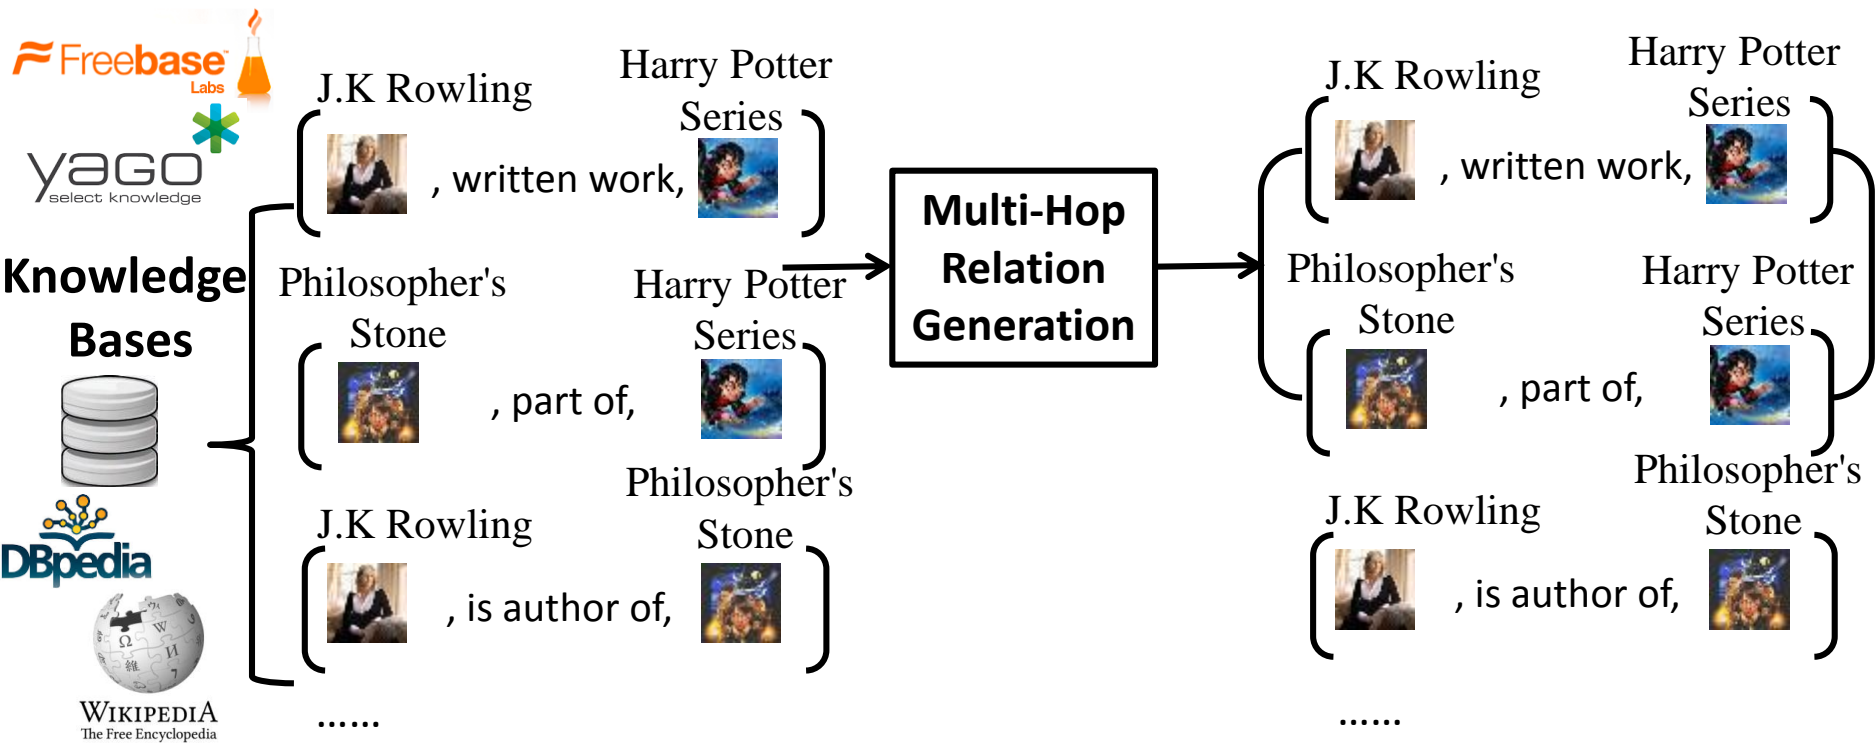 Freebase™
Labs
yago
select knowledge
Knowledge
Bases
DBpedia
Ω W
維 И
WIKIPEDIA
The Free Encyclopedia
J.K Rowling
Harry Potter
Series
, written work,
Philosopher's
Stone
Harry Potter
Series
, part of,
J.K Rowling
Philosopher's
Stone
, is author of,
......
Multi-Hop
Relation
Generation
J.K Rowling
Harry Potter
Series
, written work,
Philosopher's
Stone
Harry Potter
Series
, part of,
J.K Rowling
Philosopher's
Stone
, is author of,
......